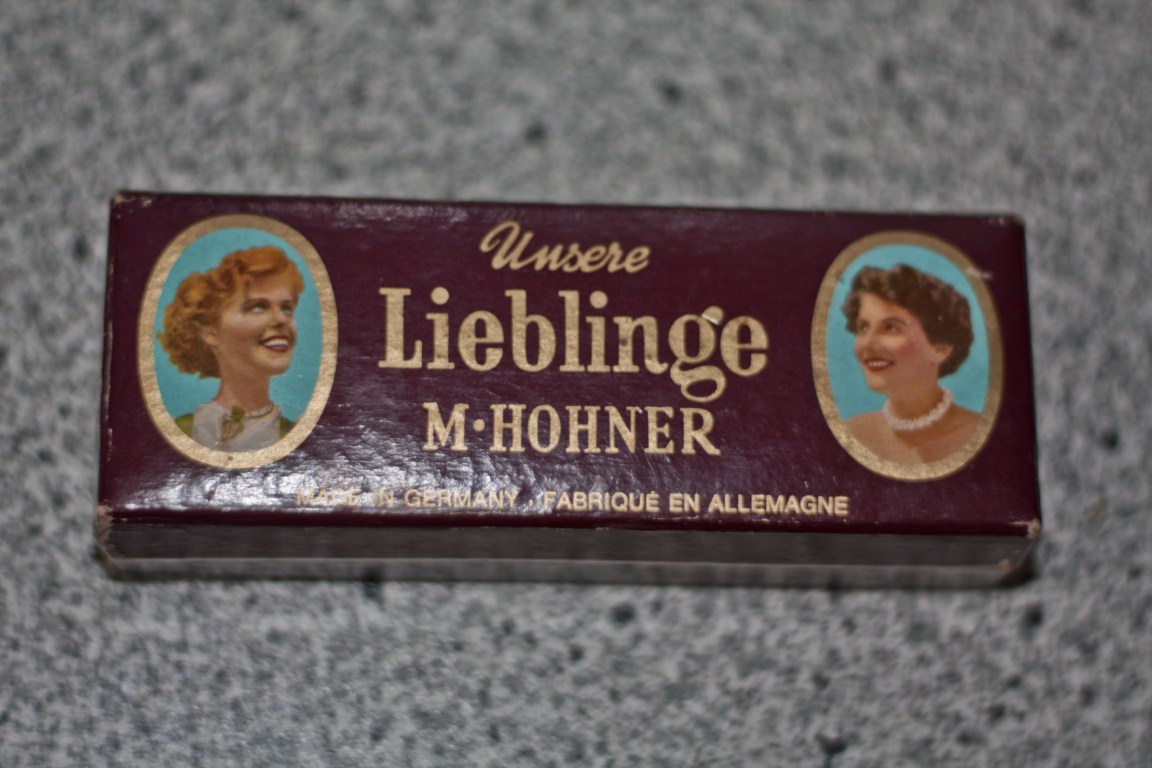 Unsere
Lieblinge
M·HOHNER
MADE IN GERMANY · FABRIQUÉ EN ALLEMAGNE